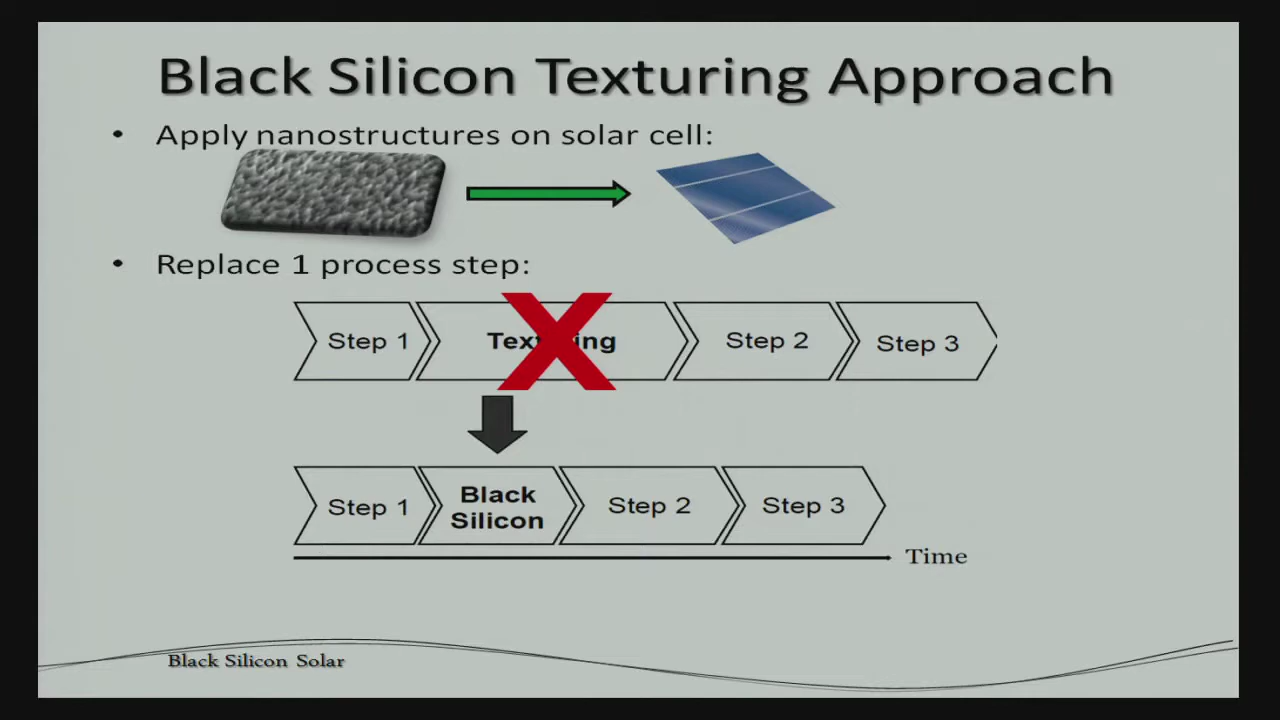 Black Silicon Texturing Approach
• Apply nanostructures on solar cell:
• Replace 1 process step:
Step 1
Texturing
Step 2
Step 3
Step 1
Black
Silicon
Step 2
Step 3
Time
Black Silicon Solar